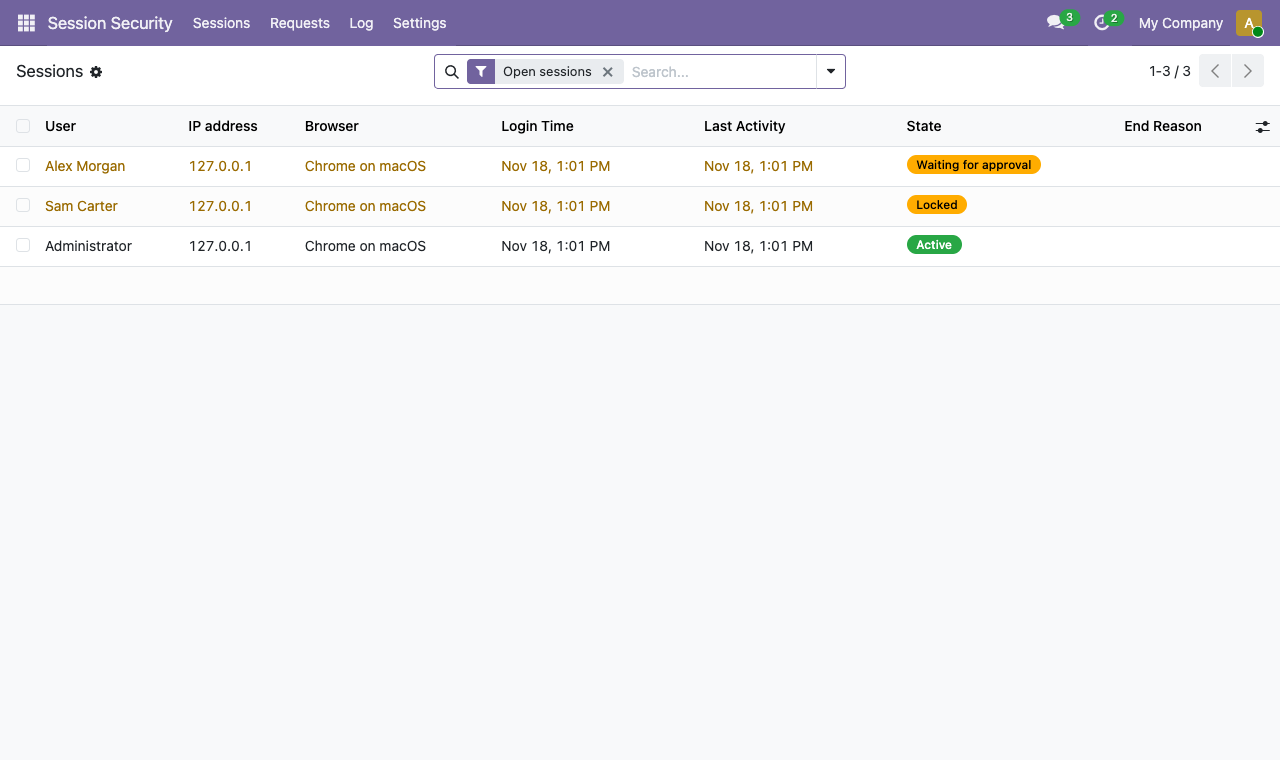 Session Security Sessions Requests Log Settings 3 2 My Company A
Sessions Open sessions Search... 1-3 / 3
User IP address Browser Login Time Last Activity State End Reason
Alex Morgan 127.0.0.1 Chrome on macOS Nov 18, 1:01 PM Nov 18, 1:01 PM Waiting for approval
Sam Carter 127.0.0.1 Chrome on macOS Nov 18, 1:01 PM Nov 18, 1:01 PM Locked
Administrator 127.0.0.1 Chrome on macOS Nov 18, 1:01 PM Nov 18, 1:01 PM Active